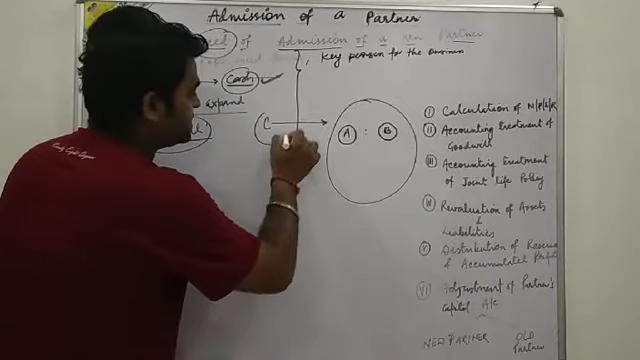 Admission of a Partner
of Admission of a new Partner
, Key person for the business
Cash
expand
C
A : B
I Calculation of N/P/S/R
II Accounting treatment of Goodwill
III Accounting treatment
of Joint life Policy
IV Revaluation of Assets
&
Liabilities
V Distribution of Reserve
& Accumulated Profit
VI Adjustment of Partner's
capital A/c
NEW PARTNER
OLD
Partner